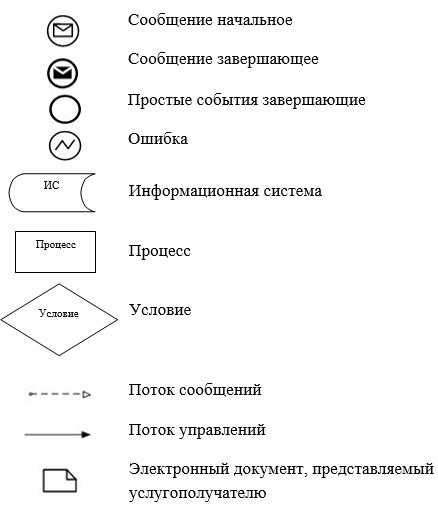 Сообщение начальное
Сообщение завершающее
Простые события завершающие
Ошибка
ИС
Информационная система
Процесс
Процесс
Условие
Условие
Поток сообщений
Поток управлений
Электронный документ, представляемый
услугополучателю